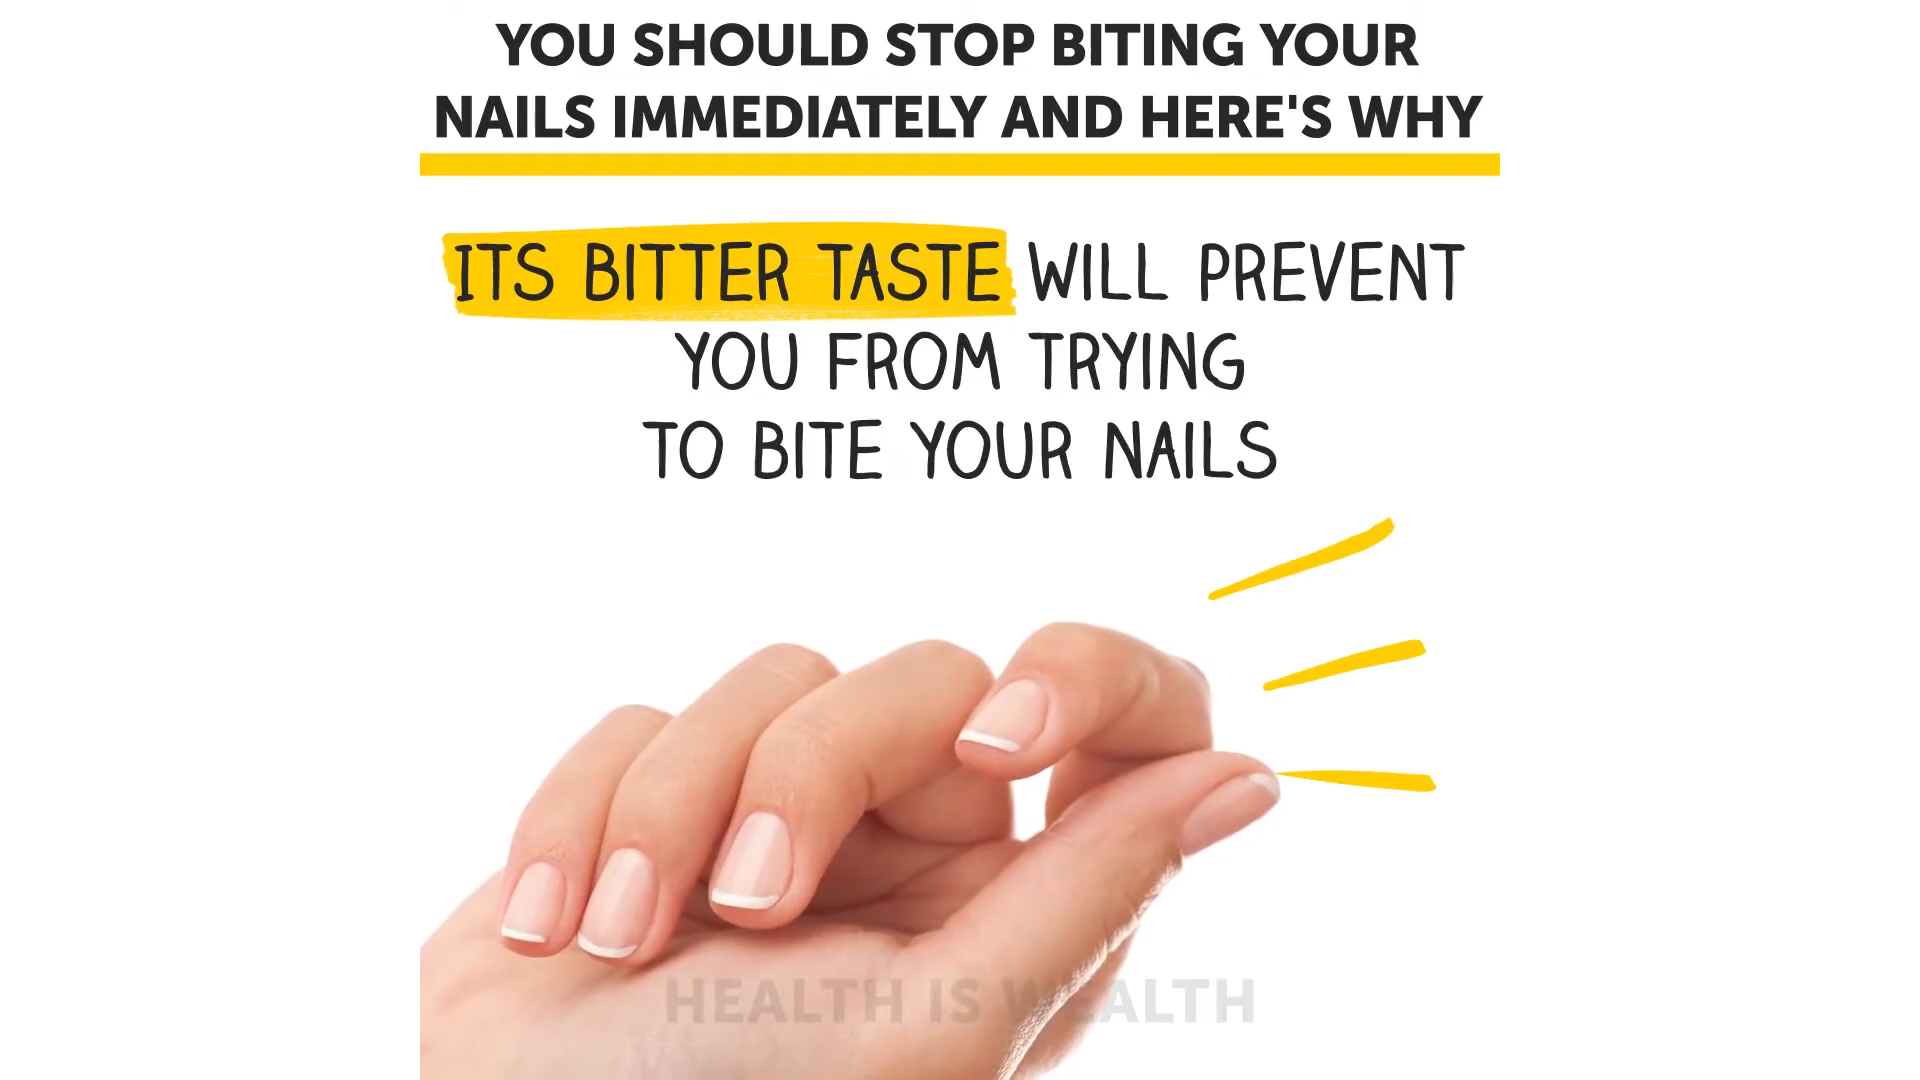 YOU SHOULD STOP BITING YOUR
NAILS IMMEDIATELY AND HERE'S WHY
ITS BITTER TASTE WILL PREVENT
YOU FROM TRYING
TO BITE YOUR NAILS
HEALTH IS WEALTH